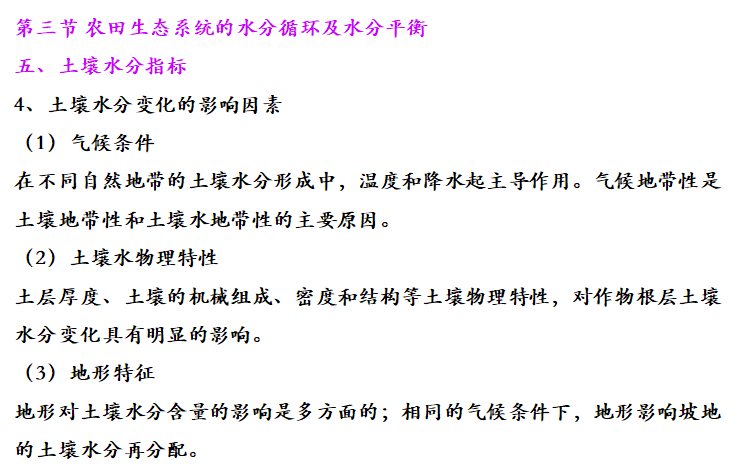 第三节 农田生态系统的水分循环及水分平衡
五、土壤水分指标
4、土壤水分变化的影响因素
（1）气候条件
在不同自然地带的土壤水分形成中，温度和降水起主导作用。气候地带性是
土壤地带性和土壤水地带性的主要原因。
（2）土壤水物理特性
土层厚度、土壤的机械组成、密度和结构等土壤物理特性，对作物根层土壤
水分变化具有明显的影响。
（3）地形特征
地形对土壤水分含量的影响是多方面的；相同的气候条件下，地形影响坡地
的土壤水分再分配。